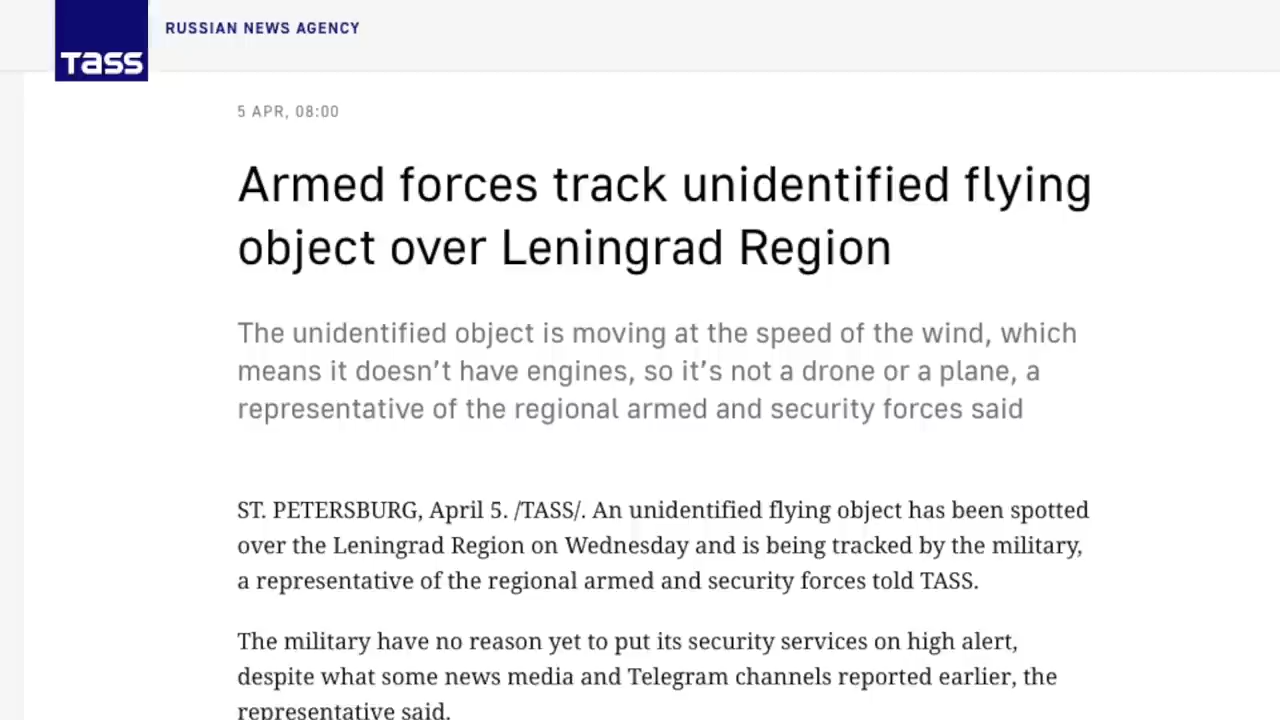 TASS
RUSSIAN NEWS AGENCY
5 APR, 08:00
Armed forces track unidentified flying
object over Leningrad Region
The unidentified object is moving at the speed of the wind, which
means it doesn’t have engines, so it’s not a drone or a plane, a
representative of the regional armed and security forces said
ST. PETERSBURG, April 5. /TASS/. An unidentified flying object has been spotted
over the Leningrad Region on Wednesday and is being tracked by the military,
a representative of the regional armed and security forces told TASS.
The military have no reason yet to put its security services on high alert,
despite what some news media and Telegram channels reported earlier, the
representative said.